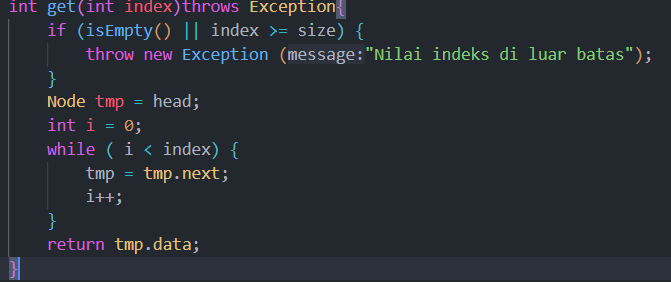 int get(int index)throws Exception{
    if (isEmpty() || index >= size) {
        throw new Exception (message:"Nilai indeks di luar batas");
    }
    Node tmp = head;
    int i = 0;
    while ( i < index) {
        tmp = tmp.next;
        i++;
    }
    return tmp.data;
}